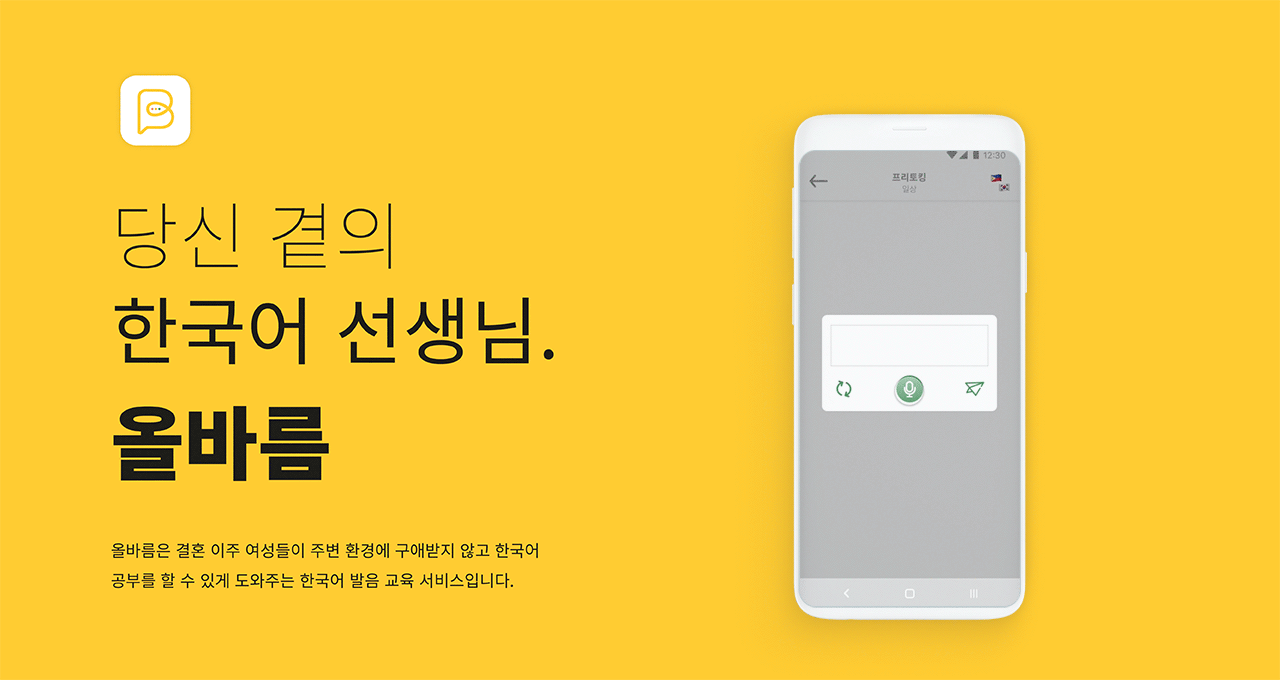 당신 곁의
한국어 선생님.
올바름
올바름은 결혼 이주 여성들이 주변 환경에 구애받지 않고 한국어
공부를 할 수 있게 도와주는 한국어 발음 교육 서비스입니다.
12:30
프리토킹
일상